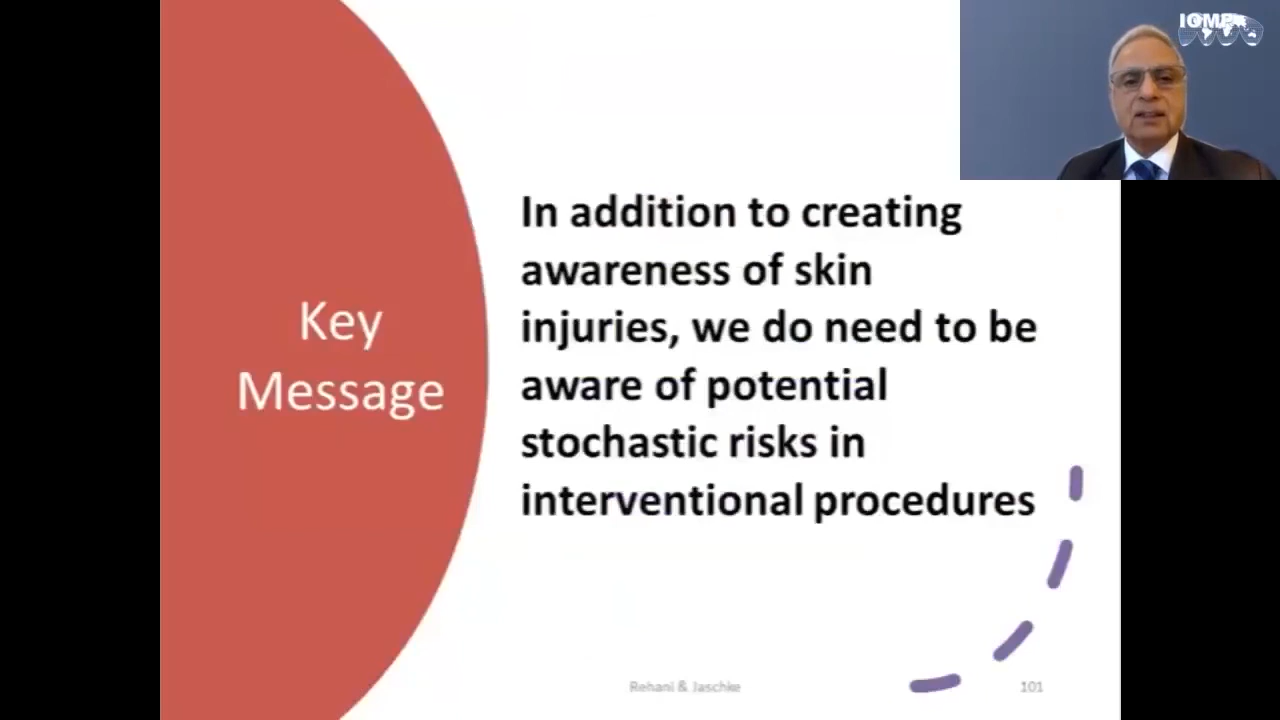 IOMP
Key
Message
In addition to creating
awareness of skin
injuries, we do need to be
aware of potential
stochastic risks in
interventional procedures
Rehani & Jaschke
101